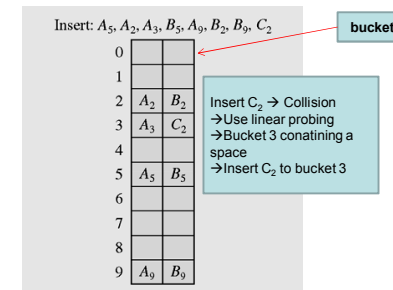 Insert: A5, A2, A3, B5, A9, B2, B9, C2
bucket
0
1
2 A2 B2
3 A3 C2
4
5 A5 B5
6
7
8
9 A9 B9
Insert C2 → Collision
→Use linear probing
→Bucket 3 conatining a
space
→Insert C2 to bucket 3